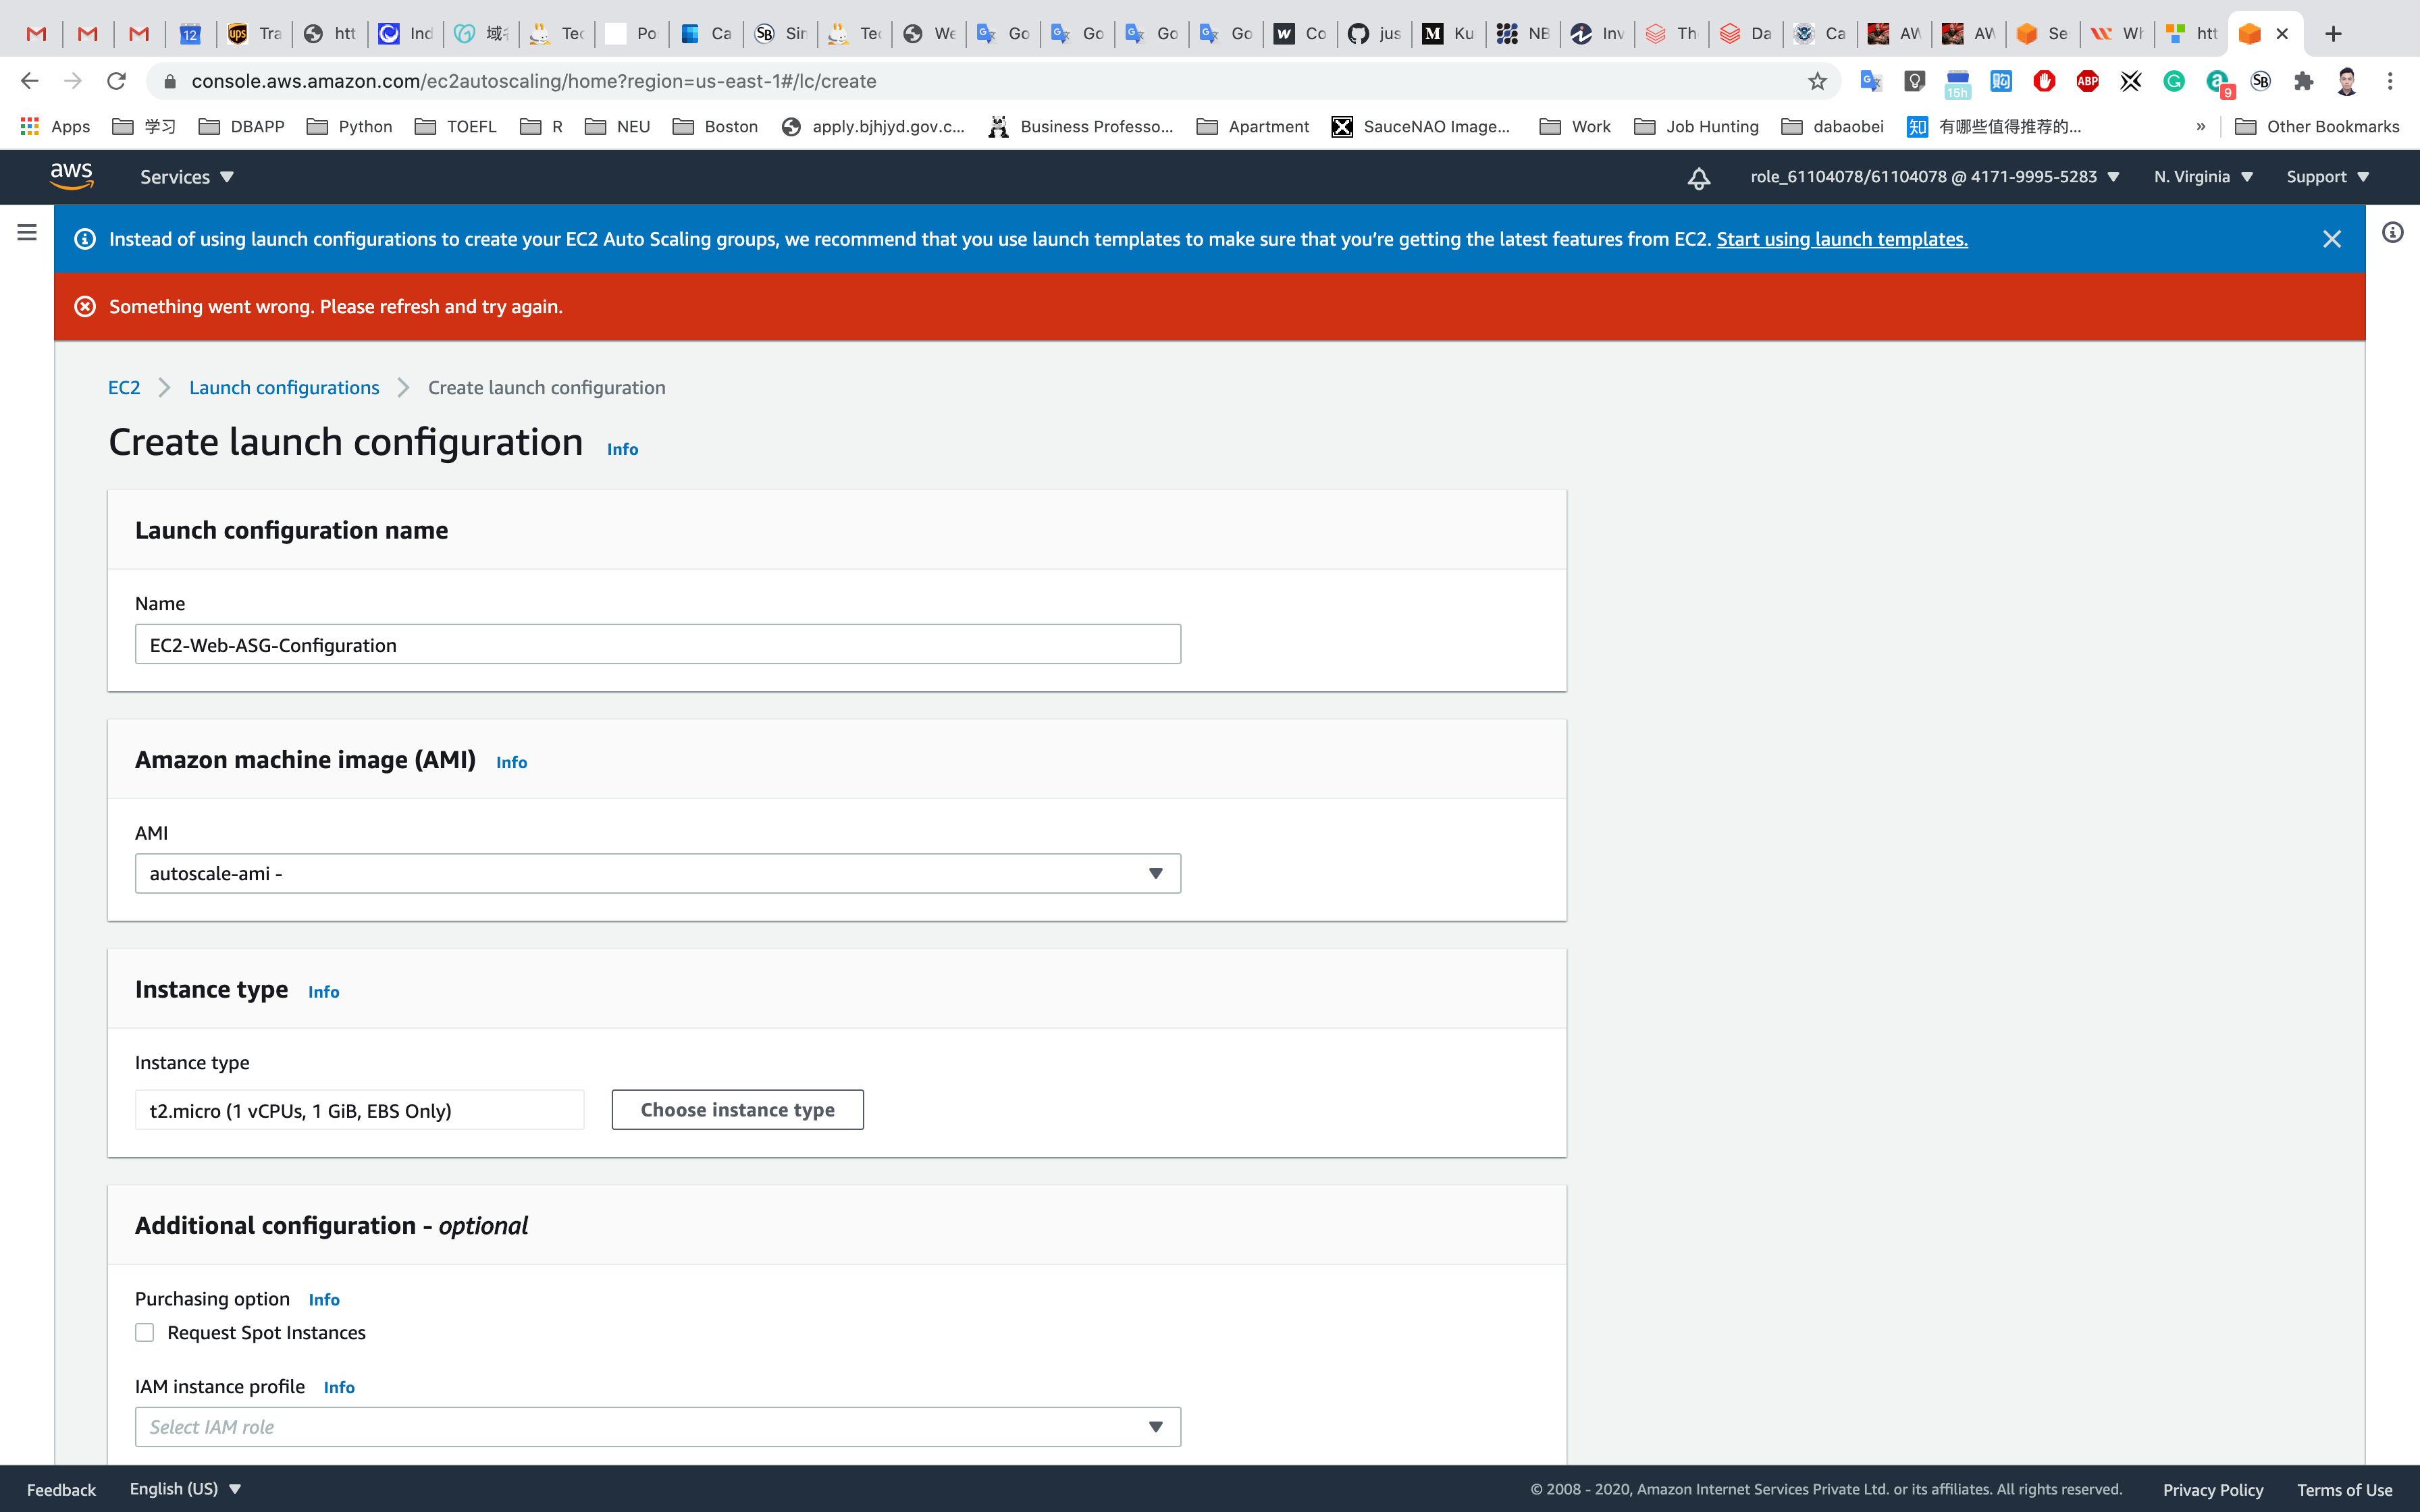 12
Tra
htt
Ind
Tec
Po
Ca
Sin
Tec
We
Go
Go
Go
Go
Co
jus
Ku
NB
Inv
Th
Da
Ca
AW
AW
Se
Wh
htt
console.aws.amazon.com/ec2autoscaling/home?region=us-east-1#/lc/create
15h
ABP
9
SB
Apps
学习
DBAPP
Python
TOEFL
R
NEU
Boston
apply.bjhjyd.gov.c...
Business Professo...
Apartment
SauceNAO Image...
Work
Job Hunting
dabaobei
知 有哪些值得推荐的...
»
Other Bookmarks
aws
Services
role_61104078/61104078 @ 4171-9995-5283
N. Virginia
Support
Instead of using launch configurations to create your EC2 Auto Scaling groups, we recommend that you use launch templates to make sure that you're getting the latest features from EC2. Start using launch templates.
Something went wrong. Please refresh and try again.
EC2 > Launch configurations > Create launch configuration
Create launch configuration Info
Launch configuration name
Name
EC2-Web-ASG-Configuration
Amazon machine image (AMI) Info
AMI
autoscale-ami -
Instance type Info
Instance type
t2.micro (1 vCPUs, 1 GiB, EBS Only)
Choose instance type
Additional configuration - optional
Purchasing option Info
Request Spot Instances
IAM instance profile Info
Select IAM role
Feedback
English (US)
© 2008 - 2020, Amazon Internet Services Private Ltd. or its affiliates. All rights reserved.
Privacy Policy
Terms of Use